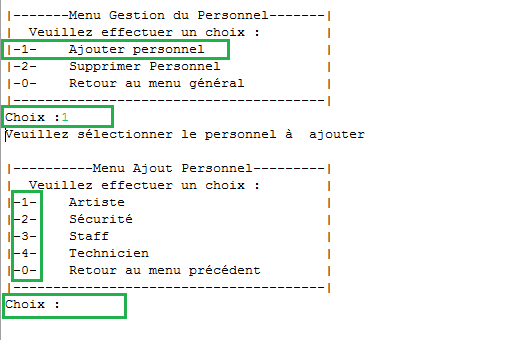 |-------Menu Gestion du Personnel-------|
|  Veuillez effectuer un choix :        |
|-1-    Ajouter personnel               |
|-2-    Supprimer Personnel             |
|-0-    Retour au menu général          |
|---------------------------------------|
Choix :1
Veuillez sélectionner le personnel à  ajouter
|----------Menu Ajout Personnel---------|
|  Veuillez effectuer un choix :        |
|-1-    Artiste                         |
|-2-    Sécurité                        |
|-3-    Staff                           |
|-4-    Technicien                      |
|-0-    Retour au menu précédent        |
|---------------------------------------|
Choix :